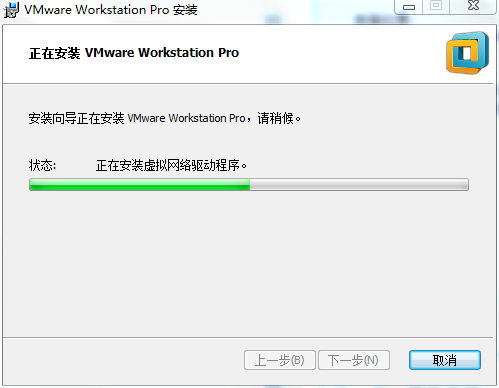 VMware Workstation Pro 安装
正在安装 VMware Workstation Pro
安装向导正在安装 VMware Workstation Pro，请稍候。
状态: 正在安装虚拟网络驱动程序。
上一步(B) 下一步(N) 取消